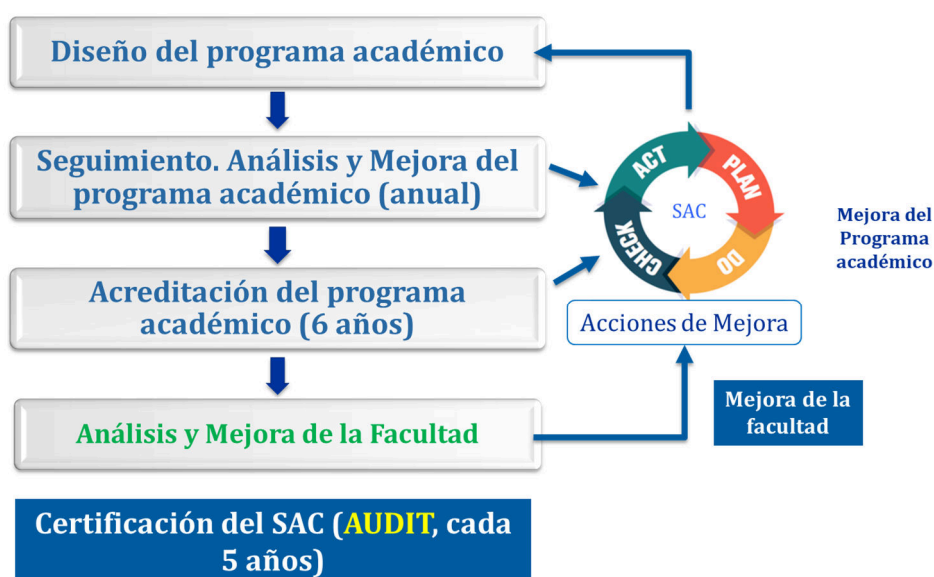 Diseño del programa académico
Seguimiento. Análisis y Mejora del
programa académico (anual)
ACT
PLAN
SAC
CHECK
DO
Mejora del
Programa
académico
Acreditación del programa
académico (6 años)
Acciones de Mejora
Análisis y Mejora de la Facultad
Mejora de la
facultad
Certificación del SAC (AUDIT, cada
5 años)